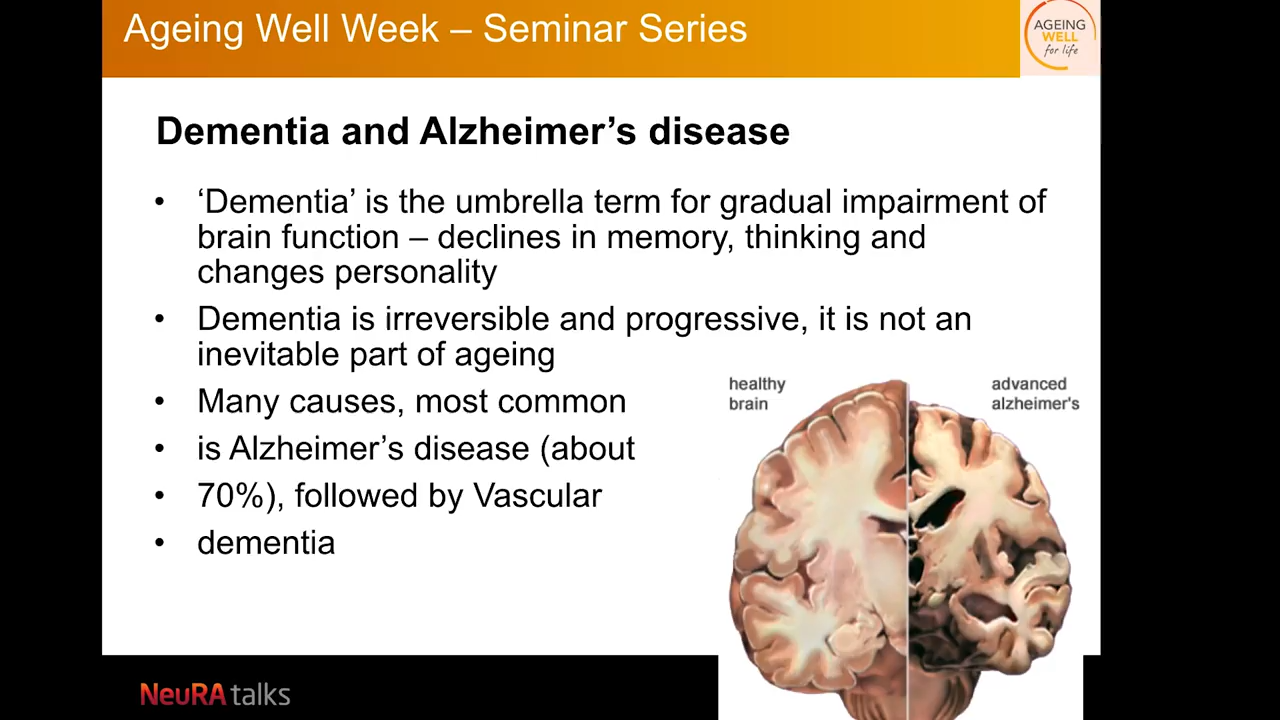 Ageing Well Week – Seminar Series
AGEING
WELL
for life
Dementia and Alzheimer’s disease
• ‘Dementia’ is the umbrella term for gradual impairment of
brain function – declines in memory, thinking and
changes personality
• Dementia is irreversible and progressive, it is not an
inevitable part of ageing
• Many causes, most common
• is Alzheimer’s disease (about
• 70%), followed by Vascular
• dementia
healthy
brain
advanced
alzheimer's
NeuRA talks